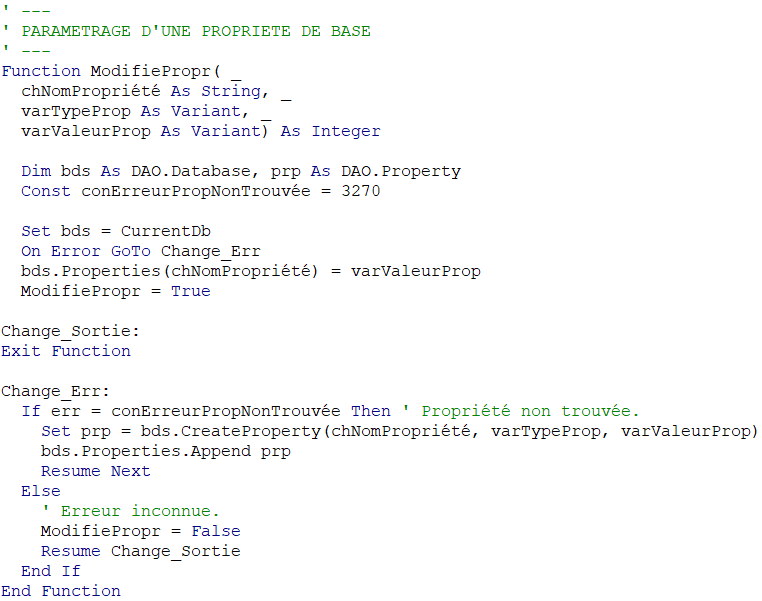 ' ---
' PARAMETRAGE D'UNE PROPRIETE DE BASE
' ---
Function ModifiePropr( _
chNomPropriété As String, _
varTypeProp As Variant, _
varValeurProp As Variant) As Integer
Dim bds As DAO.Database, prp As DAO.Property
Const conErreurPropNonTrouvée = 3270
Set bds = CurrentDb
On Error GoTo Change_Err
bds.Properties(chNomPropriété) = varValeurProp
ModifiePropr = True
Change_Sortie:
Exit Function
Change_Err:
If err = conErreurPropNonTrouvée Then ' Propriété non trouvée.
Set prp = bds.CreateProperty(chNomPropriété, varTypeProp, varValeurProp)
bds.Properties.Append prp
Resume Next
Else
' Erreur inconnue.
ModifiePropr = False
Resume Change_Sortie
End If
End Function